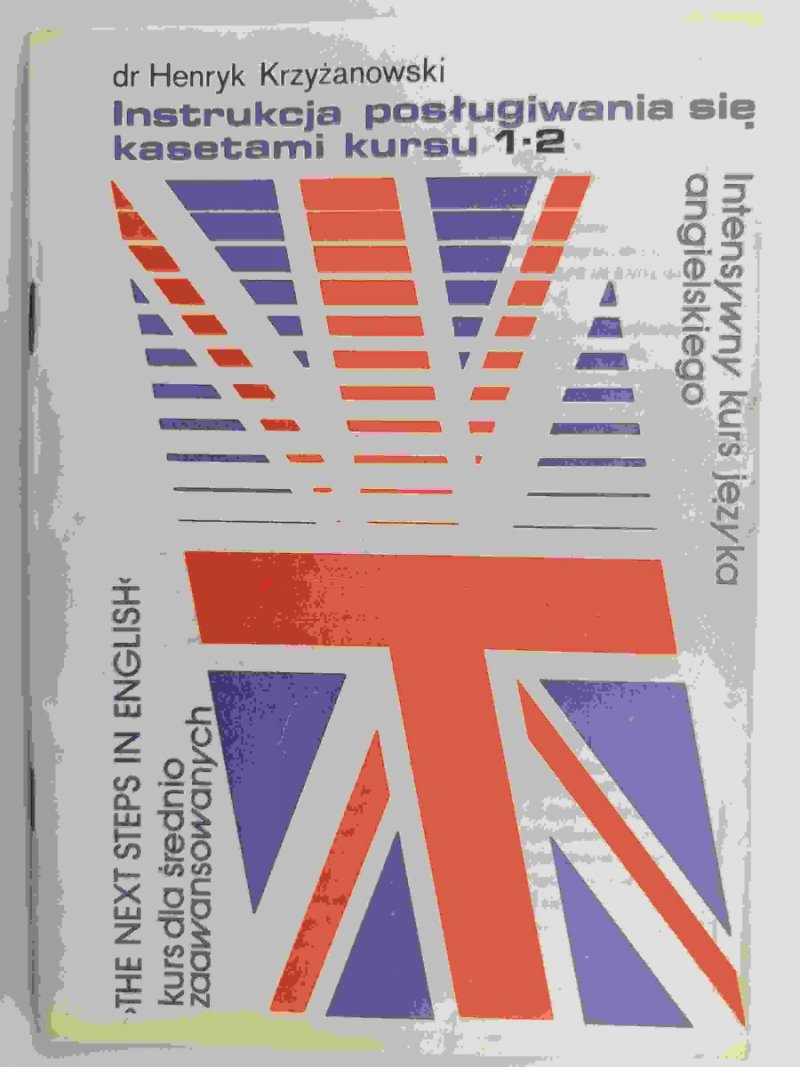 dr Henryk Krzyżanowski
Instrukcja posługiwania się
kasetami kursu 1-2
Intensywny kurs języka
angielskiego
›THE NEXT STEPS IN ENGLISH‹
kurs dla średnio
zaawansowanych